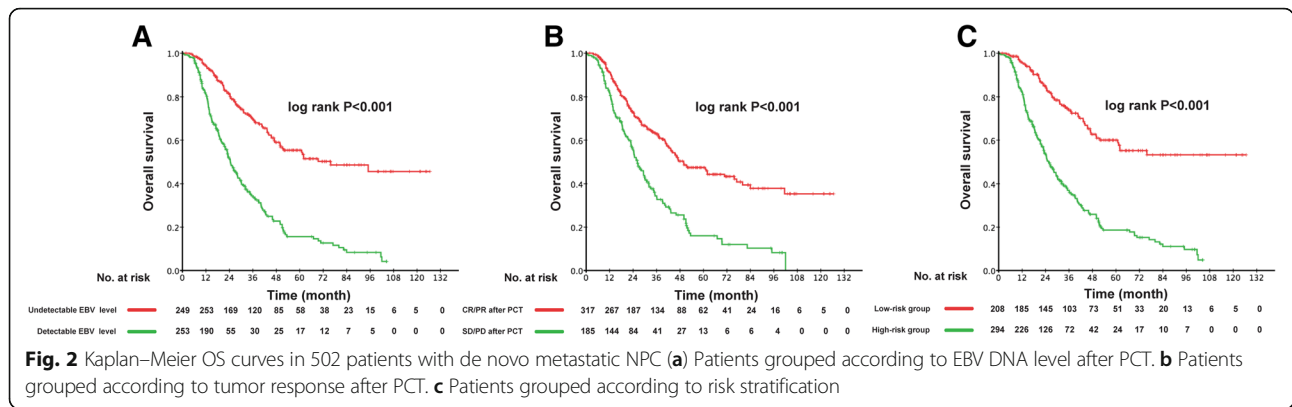 A
B
C
Overall survival
1.0
0.8
0.6
0.4
0.2
0.0
log rank P<0.001
0 12 24 36 48 60 72 84 96 108 120 132
No. at risk
Time (month)
Undetectable EBV level 249 253 169 120 85 58 38 23 15 6 5 0
Detectable EBV level 253 190 55 30 25 17 12 7 5 0 0 0
Overall survival
1.0
0.8
0.6
0.4
0.2
0.0
log rank P<0.001
0 12 24 36 48 60 72 84 96 108 120 132
No. at risk
Time (month)
CR/PR after PCT 317 267 187 134 88 62 41 24 16 6 5 0
SD/PD after PCT 185 144 84 41 27 13 6 6 4 0 0 0
Overall survival
1.0
0.8
0.6
0.4
0.2
0.0
log rank P<0.001
0 12 24 36 48 60 72 84 96 108 120 132
No. at risk
Time (month)
Low-risk group 208 185 145 103 73 51 33 20 13 6 5 0
High-risk group 294 226 126 72 42 24 17 10 7 0 0 0
Fig. 2 Kaplan–Meier OS curves in 502 patients with de novo metastatic NPC (a) Patients grouped according to EBV DNA level after PCT. b Patients
grouped according to tumor response after PCT. c Patients grouped according to risk stratification